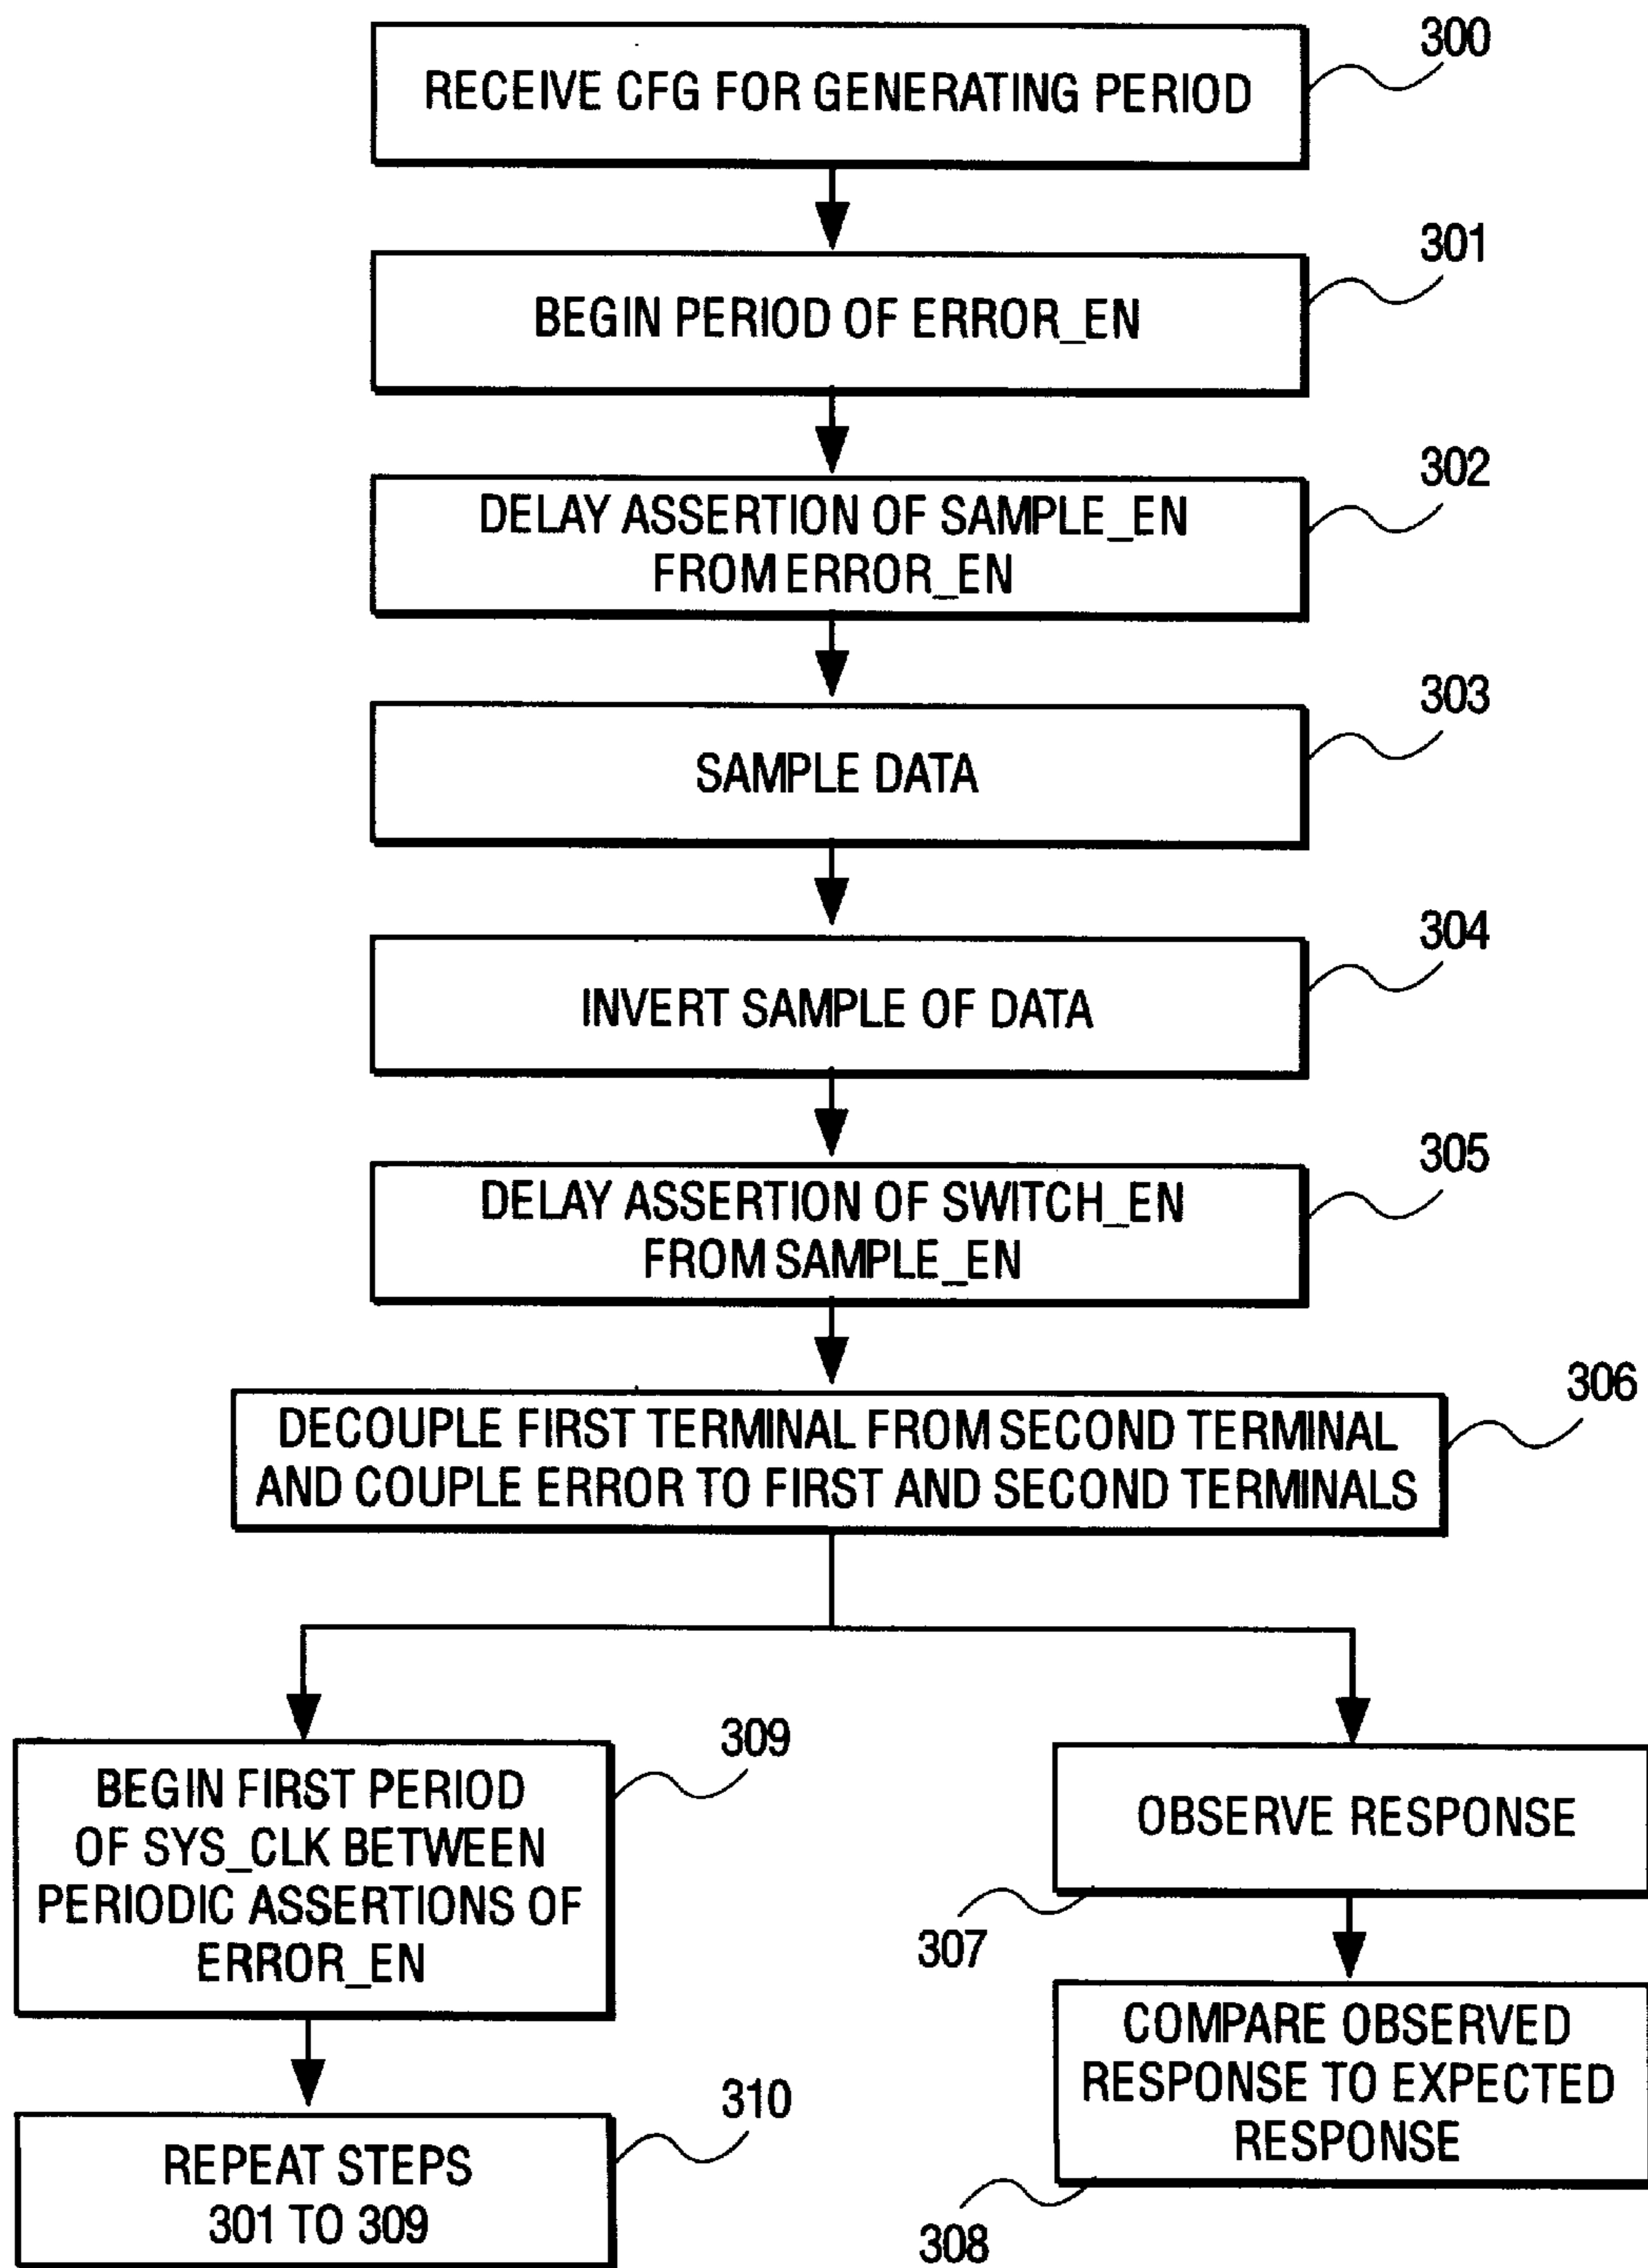 300
RECEIVE CFG FOR GENERATING PERIOD
301
BEGIN PERIOD OF ERROR_EN
302
DELAY ASSERTION OF SAMPLE_EN
FROM ERROR_EN
303
SAMPLE DATA
304
INVERT SAMPLE OF DATA
305
DELAY ASSERTION OF SWITCH_EN
FROM SAMPLE_EN
306
DECOUPLE FIRST TERMINAL FROM SECOND TERMINAL
AND COUPLE ERROR TO FIRST AND SECOND TERMINALS
309
BEGIN FIRST PERIOD
OF SYS_CLK BETWEEN
PERIODIC ASSERTIONS OF
ERROR_EN
OBSERVE RESPONSE
307
310
REPEAT STEPS
301 TO 309
COMPARE OBSERVED
RESPONSE TO EXPECTED
RESPONSE
308